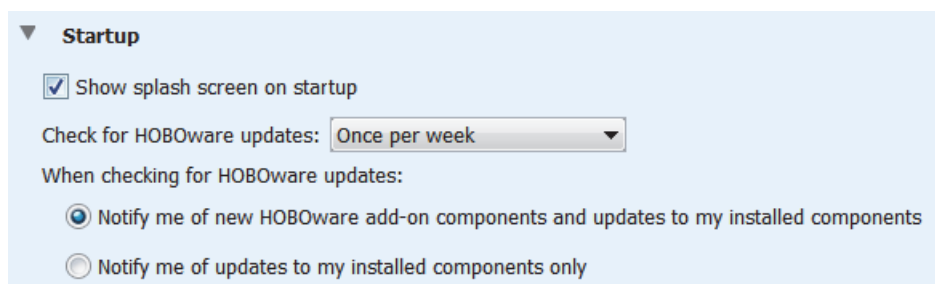 Startup
Show splash screen on startup
Check for HOBOware updates: Once per week
When checking for HOBOware updates:
Notify me of new HOBOware add-on components and updates to my installed components
Notify me of updates to my installed components only